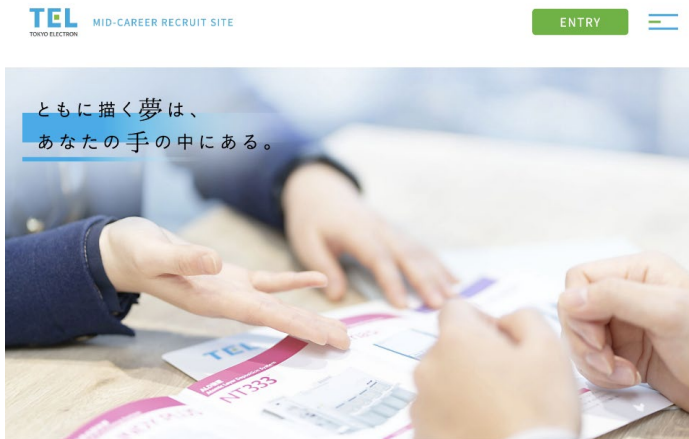 TEL
TOKYO ELECTRON
MID-CAREER RECRUIT SITE
ENTRY
ともに描く夢は、
あなたの手の中にある。
TEL
NT333